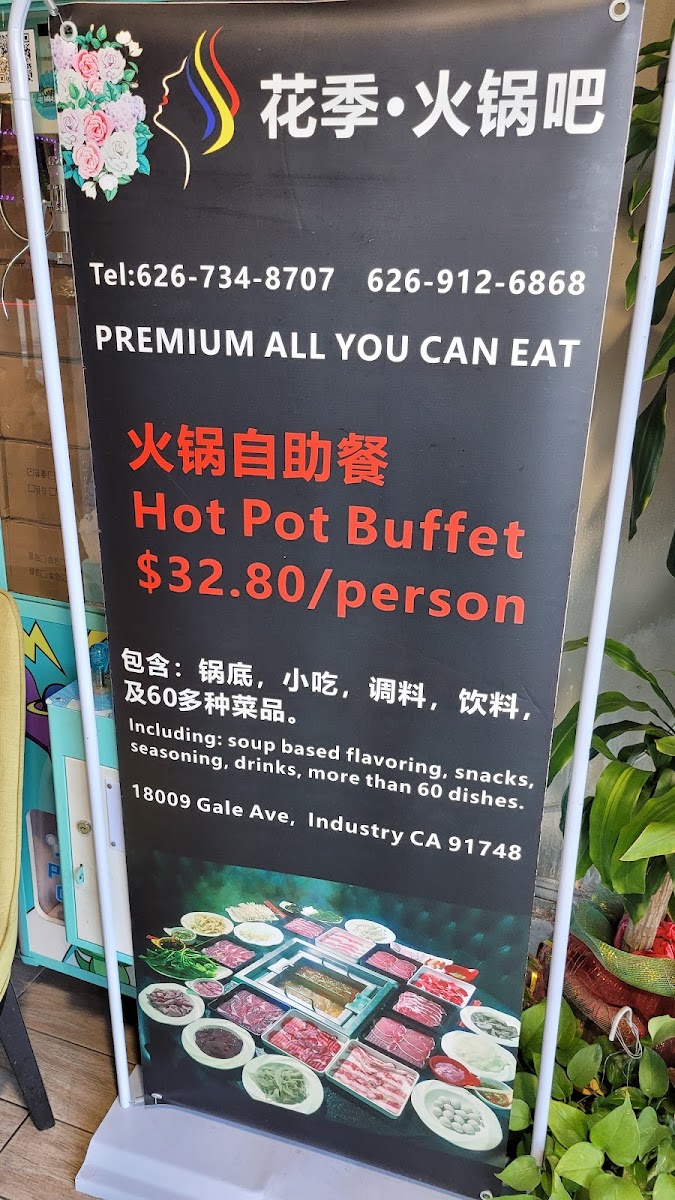 花季·火锅吧
Tel:626-734-8707 626-912-6868
PREMIUM ALL YOU CAN EAT
火锅自助餐
Hot Pot Buffet
$32.80/person
包含：锅底，小吃，调料，饮料，
及60多种菜品。
Including: soup based flavoring, snacks,
seasoning, drinks, more than 60 dishes.
18009 Gale Ave, Industry CA 91748